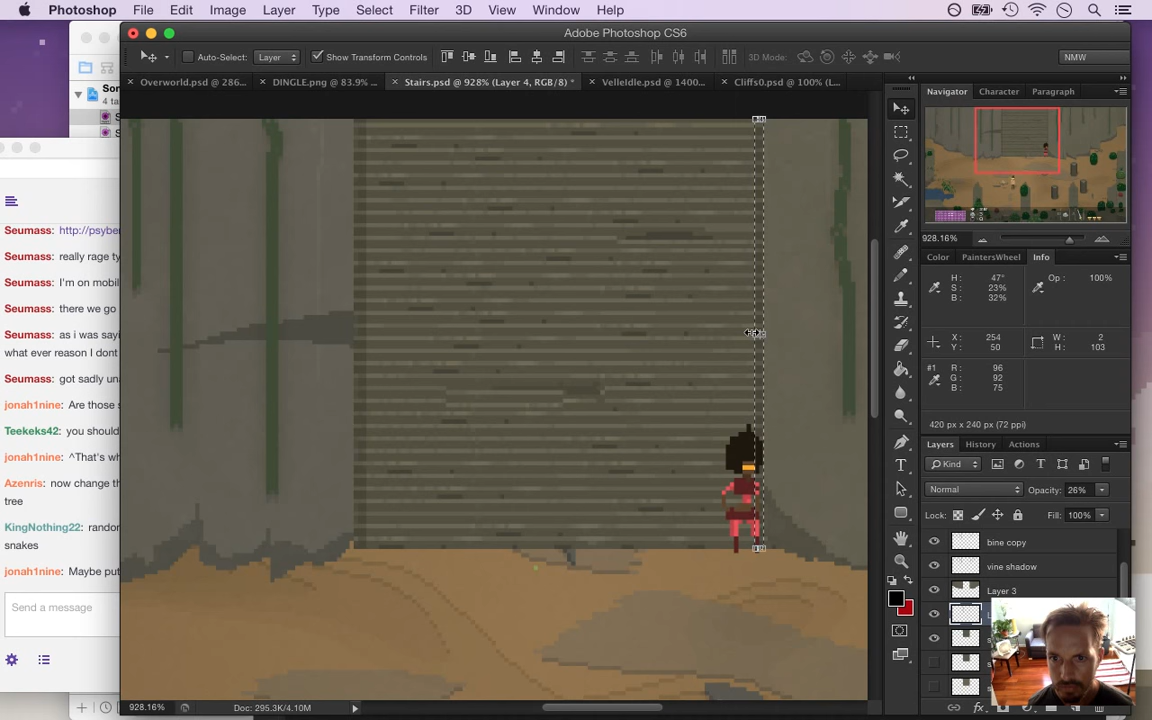 Photoshop File Edit Image Layer Type Select Filter 3D View Window Help
Adobe Photoshop CS6
Auto-Select: Layer Show Transform Controls 3D Mode: NMW
Overworld.psd @ 286... DINGLE.png @ 83.9% ... Stairs.psd @ 928% (Layer 4, RGB/8) * VelleIdle.psd @ 1400... Cliffs0.png @ 100% (L...
Son
4 ta
Navigator Character Paragraph
928.16%
Color PaintersWheel Info
H: 47° Op: 100%
S: 23%
B: 32%
X: 254 W: 2
Y: 50 H: 103
#1 R: 96
G: 92
B: 75
420 px x 240 px (72 ppi)
Layers History Actions
Kind
Normal Opacity: 26%
Lock: Fill: 100%
bine copy
vine shadow
Layer 3
Seumass: http://psyber
Seumass: really rage ty
Seumass: I'm on mobil
Seumass: there we go
Seumass: as i was sayi
what ever reason I dont
Seumass: got sadly un
jonah1nine: Are those s
Teekeks42: you should
jonah1nine: ^That's wh
Azenris: now change th
tree
KingNothing22: random
snakes
jonah1nine: Maybe put
Send a message
928.16% Doc: 295.3K/4.10M